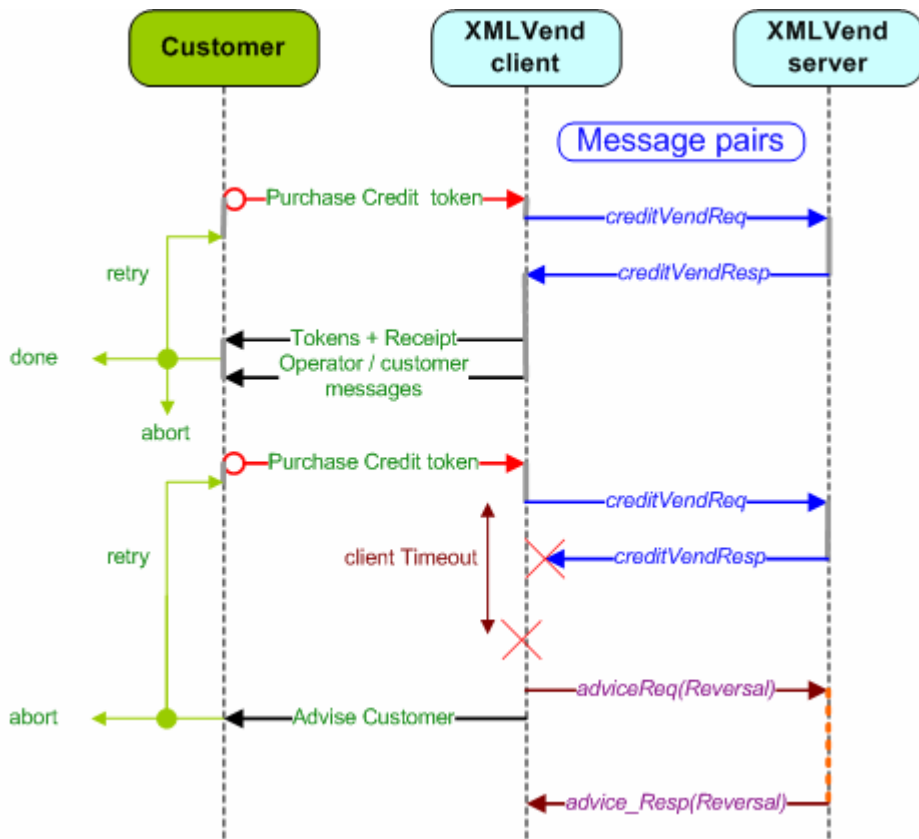 Customer
XMLVend
client
XMLVend
server
Message pairs
Purchase Credit token
creditVendReq
retry
creditVendResp
Tokens + Receipt
done
Operator / customer
messages
abort
Purchase Credit token
creditVendReq
retry
client Timeout
creditVendResp
adviceReq(Reversal)
abort
Advise Customer
advice_Resp(Reversal)